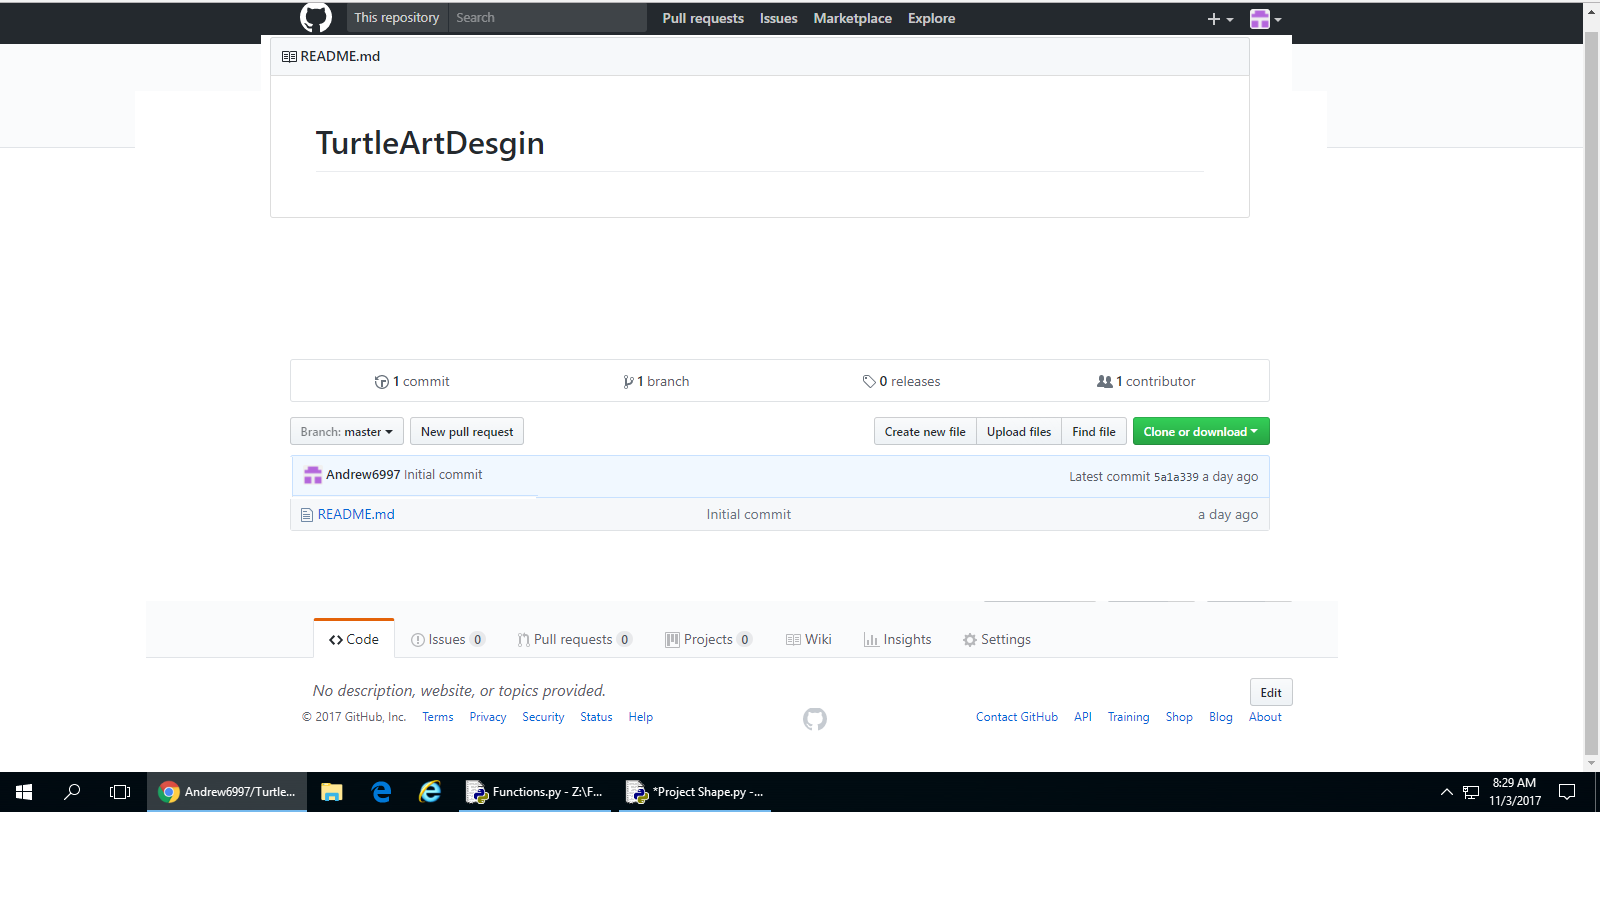 This repository Search Pull requests Issues Marketplace Explore
README.md
TurtleArtDesgin
1 commit 1 branch 0 releases 1 contributor
Branch: master New pull request Create new file Upload files Find file Clone or download
Andrew6997 Initial commit Latest commit 5a1a339 a day ago
README.md Initial commit a day ago
Code Issues 0 Pull requests 0 Projects 0 Wiki Insights Settings
No description, website, or topics provided. Edit
© 2017 GitHub, Inc. Terms Privacy Security Status Help Contact GitHub API Training Shop Blog About
Andrew6997/Turtle... Functions.py - Z:\F... *Project Shape.py -... 8:29 AM
11/3/2017